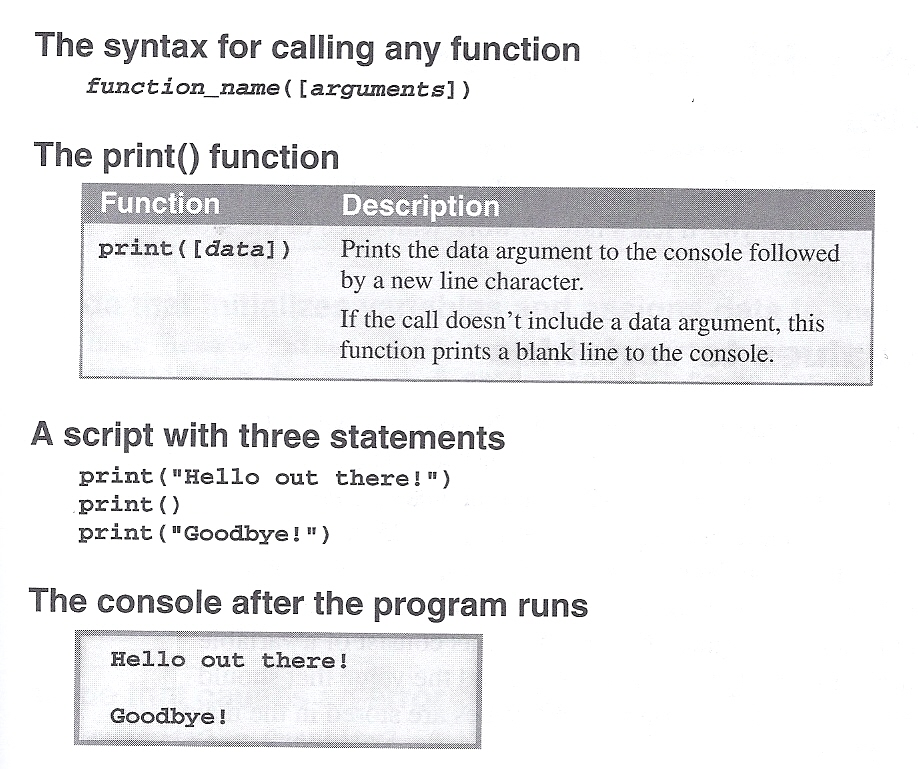 The syntax for calling any function
function_name([arguments])
The print() function
Function Description
print([data]) Prints the data argument to the console followed
by a new line character.
If the call doesn't include a data argument, this
function prints a blank line to the console.
A script with three statements
print("Hello out there!")
print()
print("Goodbye!")
The console after the program runs
Hello out there!
Goodbye!